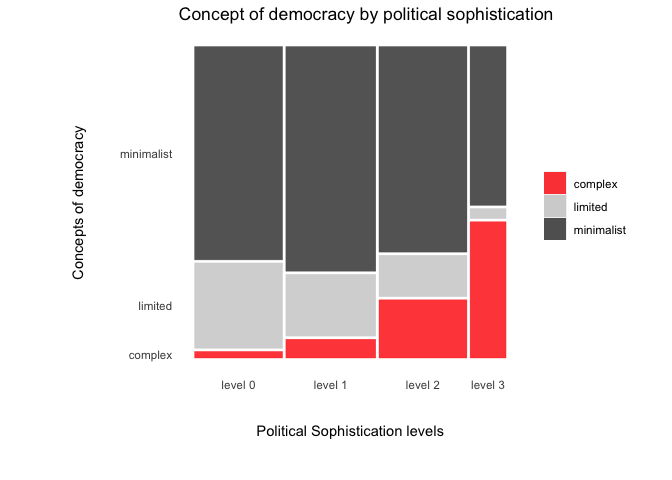 Concept of democracy by political sophistication
Concepts of democracy
minimalist
limited
complex
complex
limited
minimalist
level 0
level 1
level 2
level 3
Political Sophistication levels